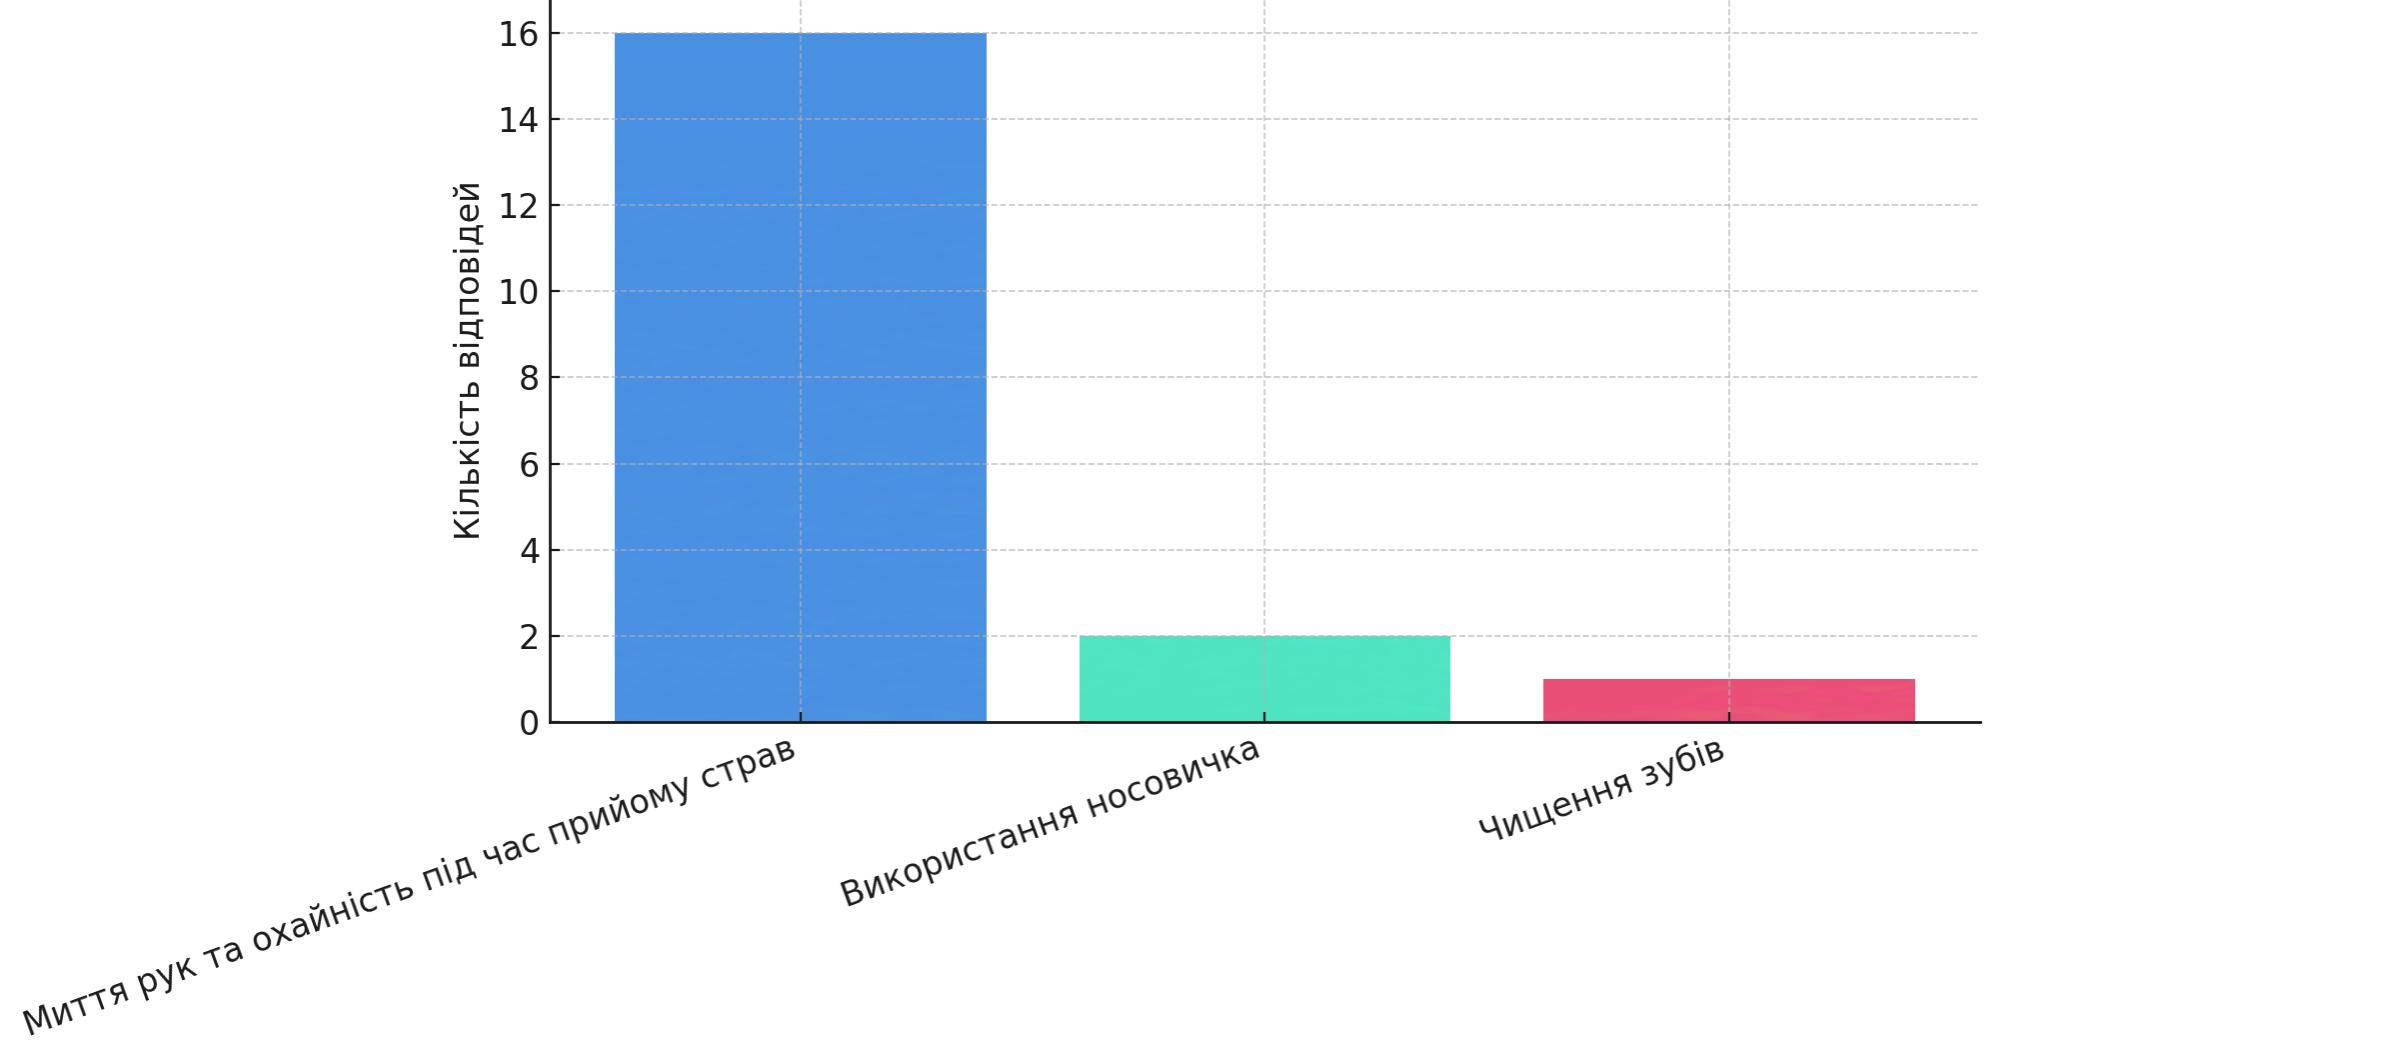 Кількість відповідей
16
14
12
10
8
6
4
2
0
Миття рук та охайність під час прийому страв
Використання носовичка
Чищення зубів